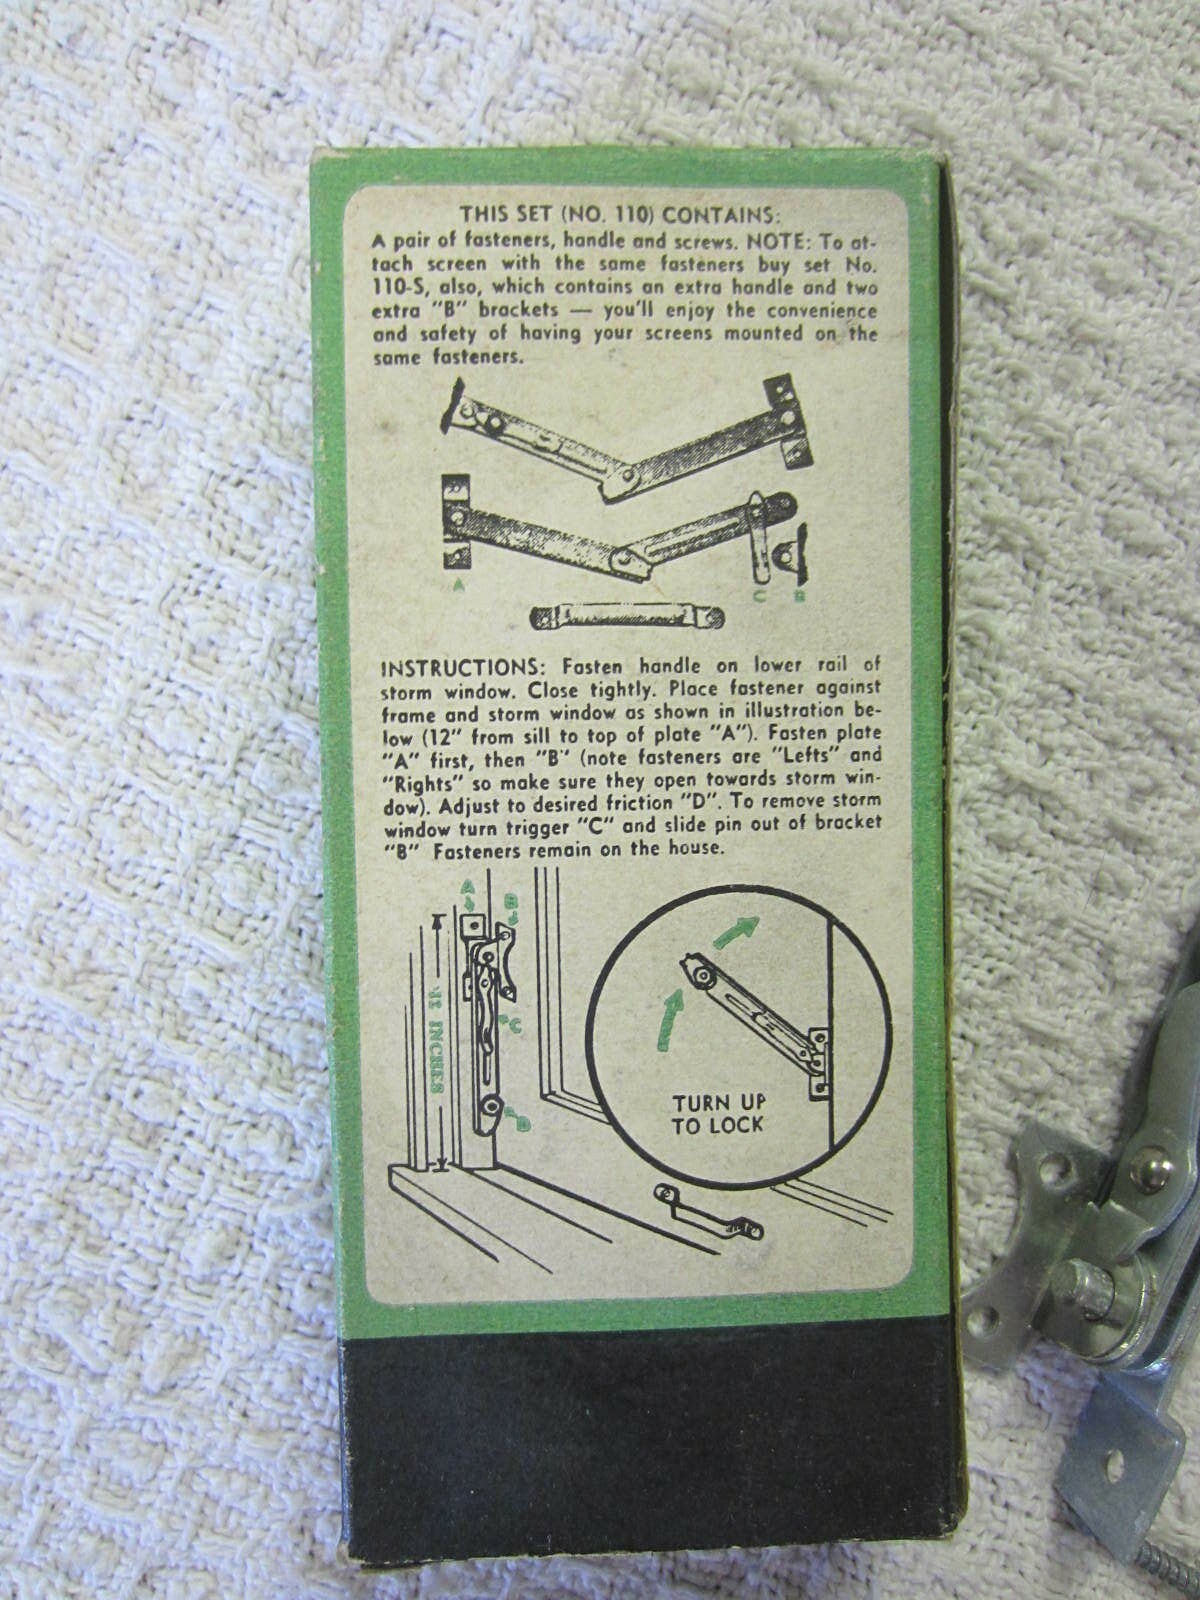 THIS SET (NO. 110) CONTAINS:
A pair of fasteners, handle and screws. NOTE: To at-
tach screen with the same fasteners buy set No.
110-S, also, which contains an extra handle and two
extra "B" brackets — you'll enjoy the convenience
and safety of having your screens mounted on the
same fasteners.
A
C B
INSTRUCTIONS: Fasten handle on lower rail of
storm window. Close tightly. Place fastener against
frame and storm window as shown in illustration be-
low (12" from sill to top of plate "A"). Fasten plate
"A" first, then "B" (note fasteners are "Lefts" and
"Rights" so make sure they open towards storm win-
dow). Adjust to desired friction "D". To remove storm
window turn trigger "C" and slide pin out of bracket
"B" Fasteners remain on the house.
A
B
12 INCHES
C
D
TURN UP
TO LOCK